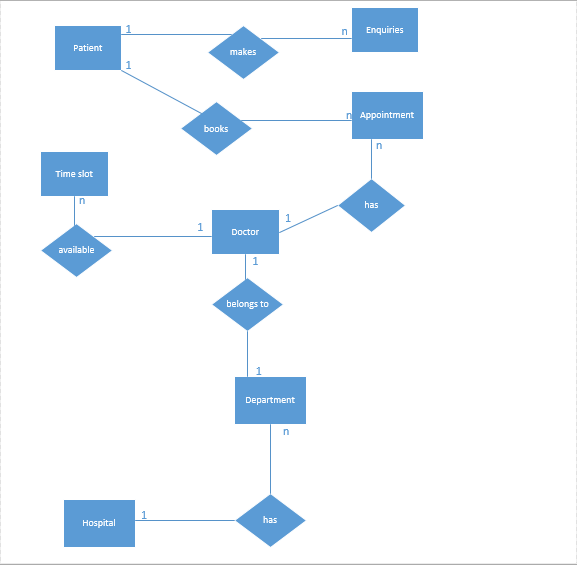 Enquiries
1
n
Patient
makes
1
n
Appointment
books
n
Time slot
n
has
1
1
Doctor
available
1
belongs to
1
Department
n
1
Hospital
has